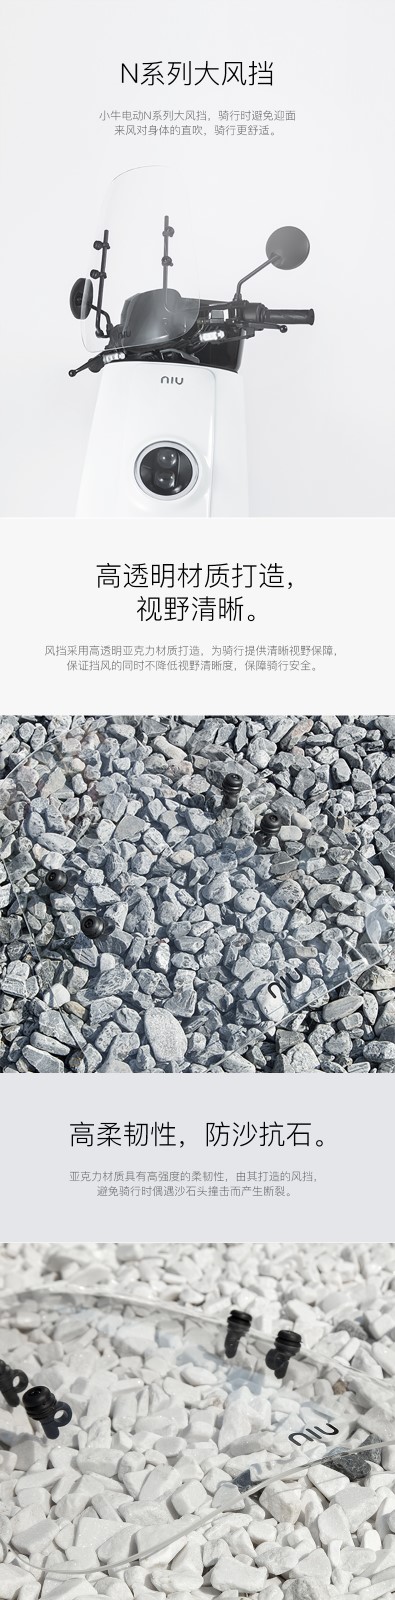 N系列大风挡
小牛电动N系列大风挡，骑行时避免迎面
来风对身体的直吹，骑行更舒适。
NIU
高透明材质打造，
视野清晰。
风挡采用高透明亚克力材质打造，为骑行提供清晰视野保障，
保证挡风的同时不降低视野清晰度，保障骑行安全。
NIU
高柔韧性，防沙抗石。
亚克力材质具有高强度的柔韧性，由其打造的风挡，
避免骑行时偶遇沙石头撞击而产生断裂。
NIU